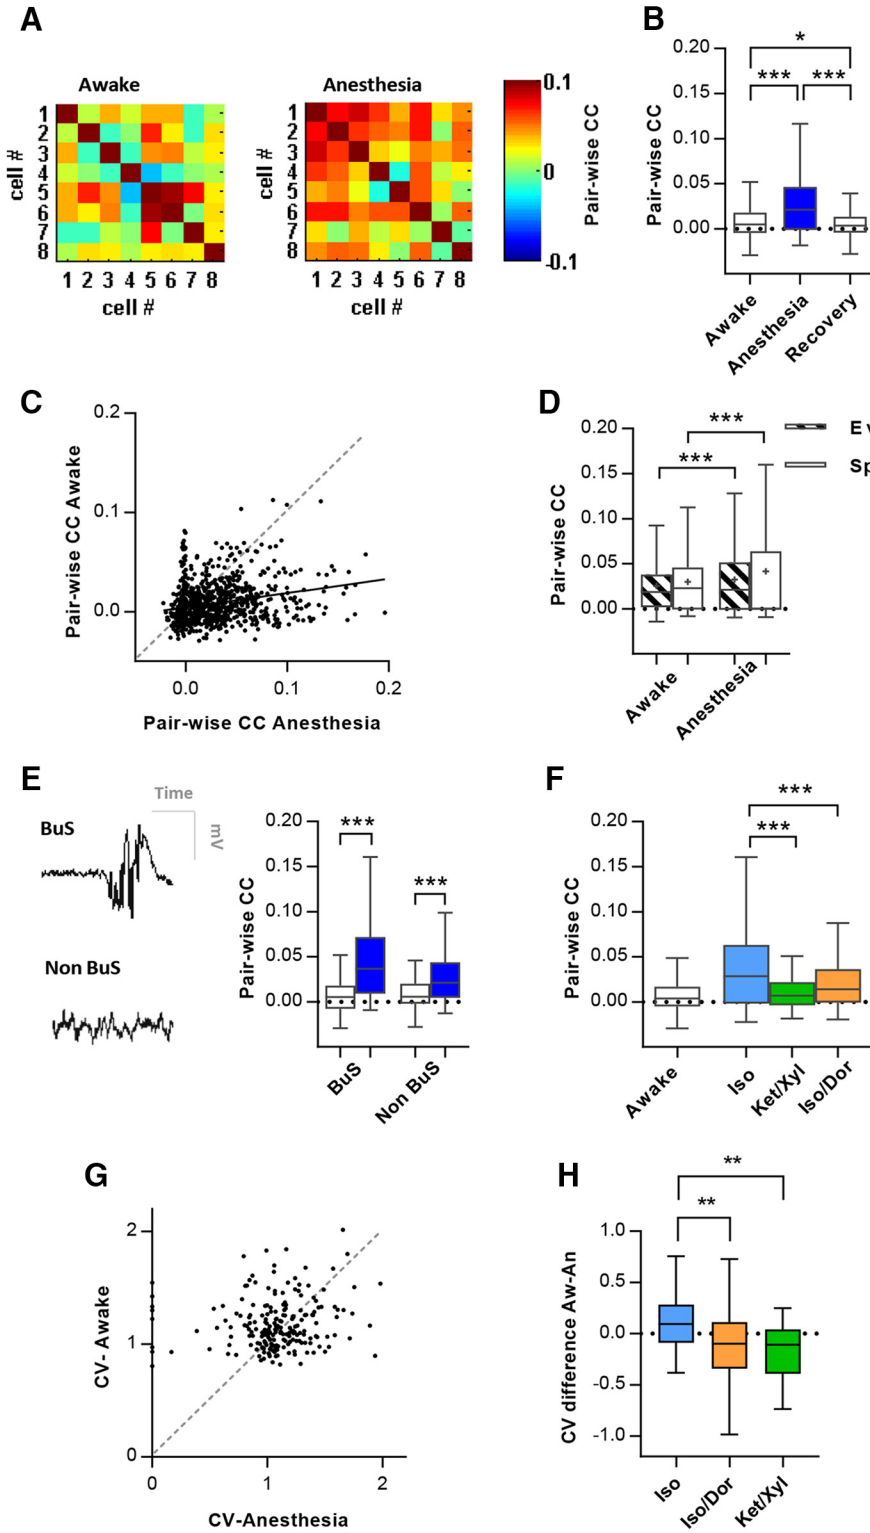 A
Awake
Anesthesia
cell #
1
2
3
4
5
6
7
8
1 2 3 4 5 6 7 8
cell #
cell #
1
2
3
4
5
6
7
8
1 2 3 4 5 6 7 8
cell #
0.1
0
-0.1
Pair-wise CC
B
Pair-wise CC
0.20
0.15
0.10
0.05
0.00
*
*** ***
Awake
Anesthesia
Recovery
C
Pair-wise CC Awake
0.2
0.1
0.0
0.0 0.1 0.2
Pair-wise CC Anesthesia
D
Pair-wise CC
0.20
0.15
0.10
0.05
0.00
***
***
Ev
Sp
Awake
Anesthesia
E
Time
mV
BuS
Non BuS
Pair-wise CC
0.20
0.15
0.10
0.05
0.00
***
***
BuS
Non BuS
F
Pair-wise CC
0.20
0.15
0.10
0.05
0.00
***
***
Awake
Iso
Ket/Xyl
Iso/Dor
G
CV- Awake
2
1
0
0 1 2
CV-Anesthesia
H
CV difference Aw-An
1.0
0.5
0.0
-0.5
-1.0
**
**
Iso
Iso/Dor
Ket/Xyl